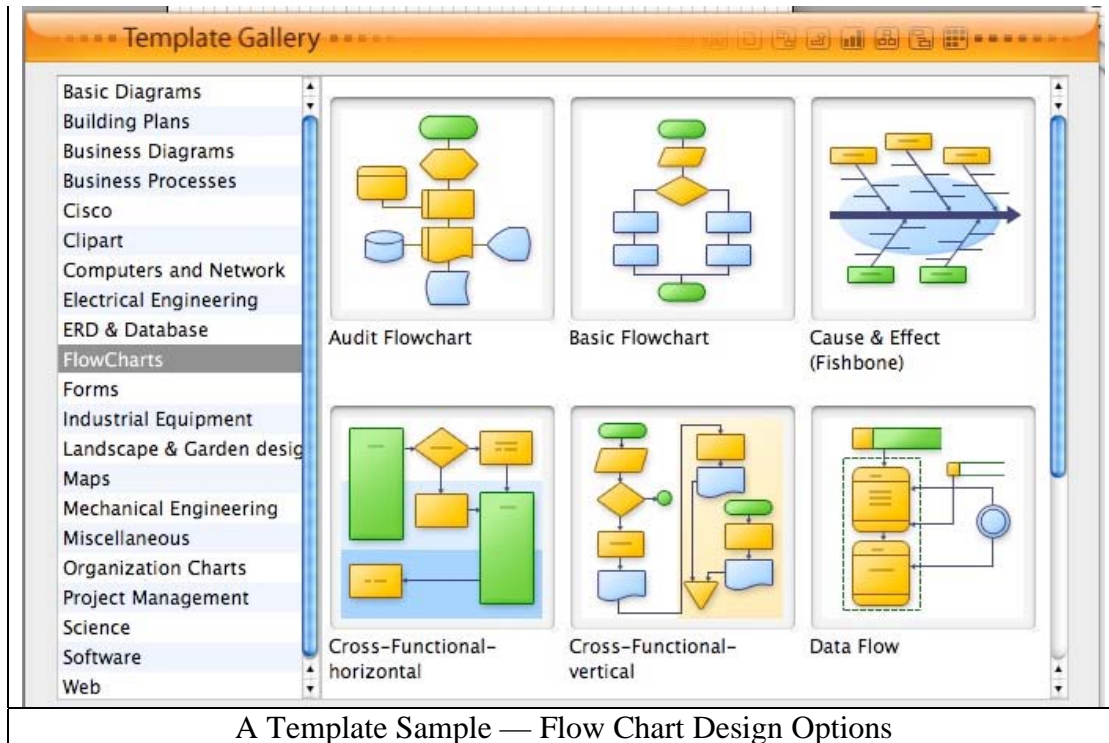 Template Gallery
Basic Diagrams
Building Plans
Business Diagrams
Business Processes
Cisco
Clipart
Computers and Network
Electrical Engineering
ERD & Database
FlowCharts
Forms
Industrial Equipment
Landscape & Garden desig
Maps
Mechanical Engineering
Miscellaneous
Organization Charts
Project Management
Science
Software
Web
Audit Flowchart
Basic Flowchart
Cause & Effect
(Fishbone)
Cross-Functional-
horizontal
Cross-Functional-
vertical
Data Flow
A Template Sample — Flow Chart Design Options